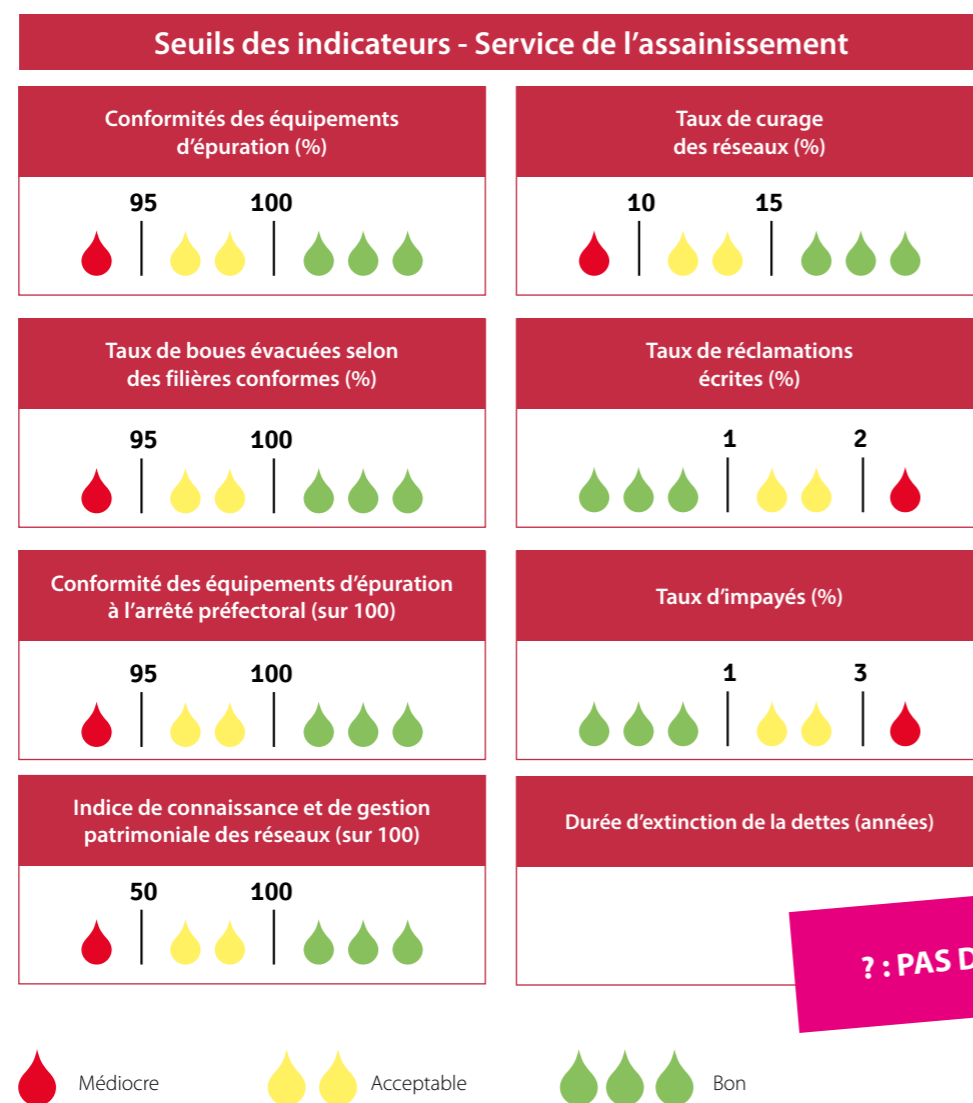 Seuils des indicateurs - Service de l'assainissement
Conformités des équipements
d'épuration (%)
95 100
Taux de curage
des réseaux (%)
10 15
Taux de boues évacuées selon
des filières conformes (%)
95 100
Taux de réclamations
écrites (%)
1 2
Conformité des équipements d'épuration
à l'arrêté préfectoral (sur 100)
95 100
Taux d'impayés (%)
1 3
Indice de connaissance et de gestion
patrimoniale des réseaux (sur 100)
50 100
Durée d'extinction de la dettes (années)
? : PAS D
Médiocre Acceptable Bon